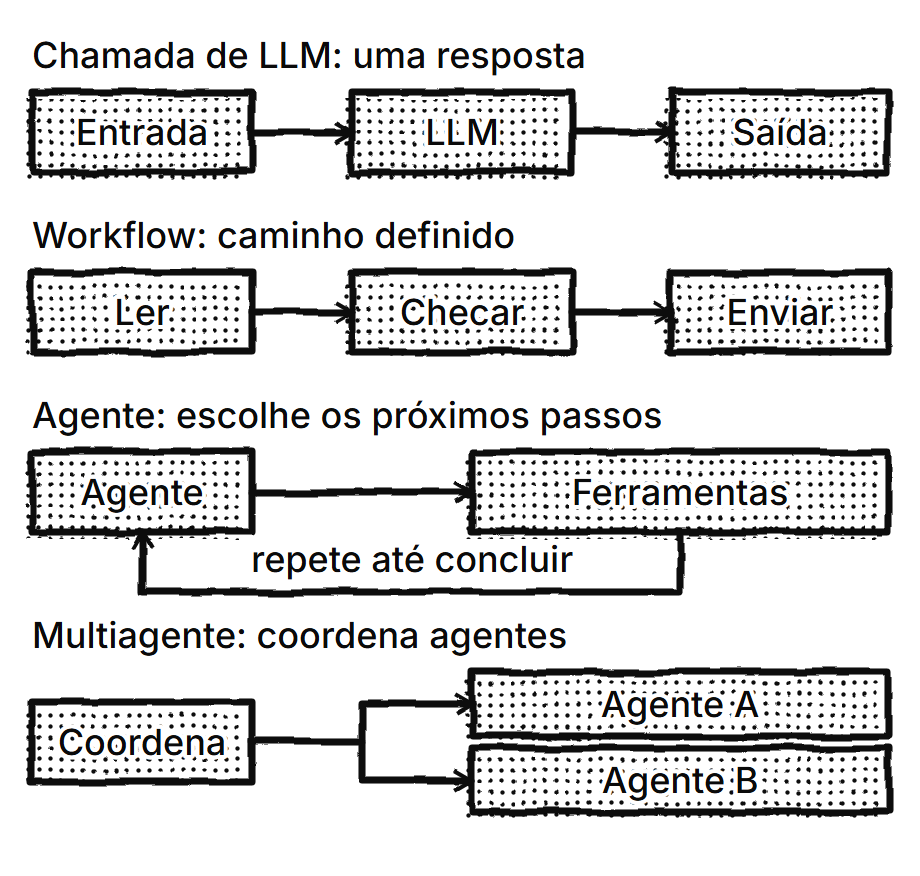 Chamada de LLM: uma resposta
Entrada
LLM
Saída
Workflow: caminho definido
Ler
Checar
Enviar
Agente: escolhe os próximos passos
Agente
Ferramentas
repete até concluir
Multiagente: coordena agentes
Coordena
Agente A
Agente B